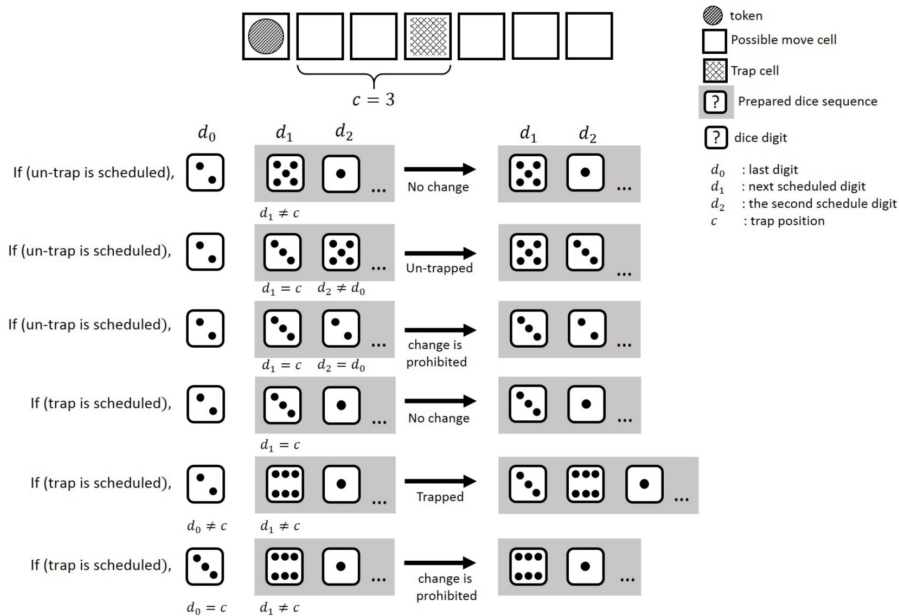 token
Possible move cell
Trap cell
? Prepared dice sequence
? dice digit
d₀ : last digit
d₁ : next scheduled digit
d₂ : the second schedule digit
c : trap position
c = 3
d₀ d₁ d₂ d₁ d₂
If (un-trap is scheduled), ... No change ...
d₁ ≠ c
If (un-trap is scheduled), ... Un-trapped ...
d₁ = c d₂ ≠ d₀
If (un-trap is scheduled), ... change is prohibited ...
d₁ = c d₂ = d₀
If (trap is scheduled), ... No change ...
d₁ = c
If (trap is scheduled), ... Trapped ...
d₀ ≠ c d₁ ≠ c
If (trap is scheduled), ... change is prohibited ...
d₀ = c d₁ ≠ c